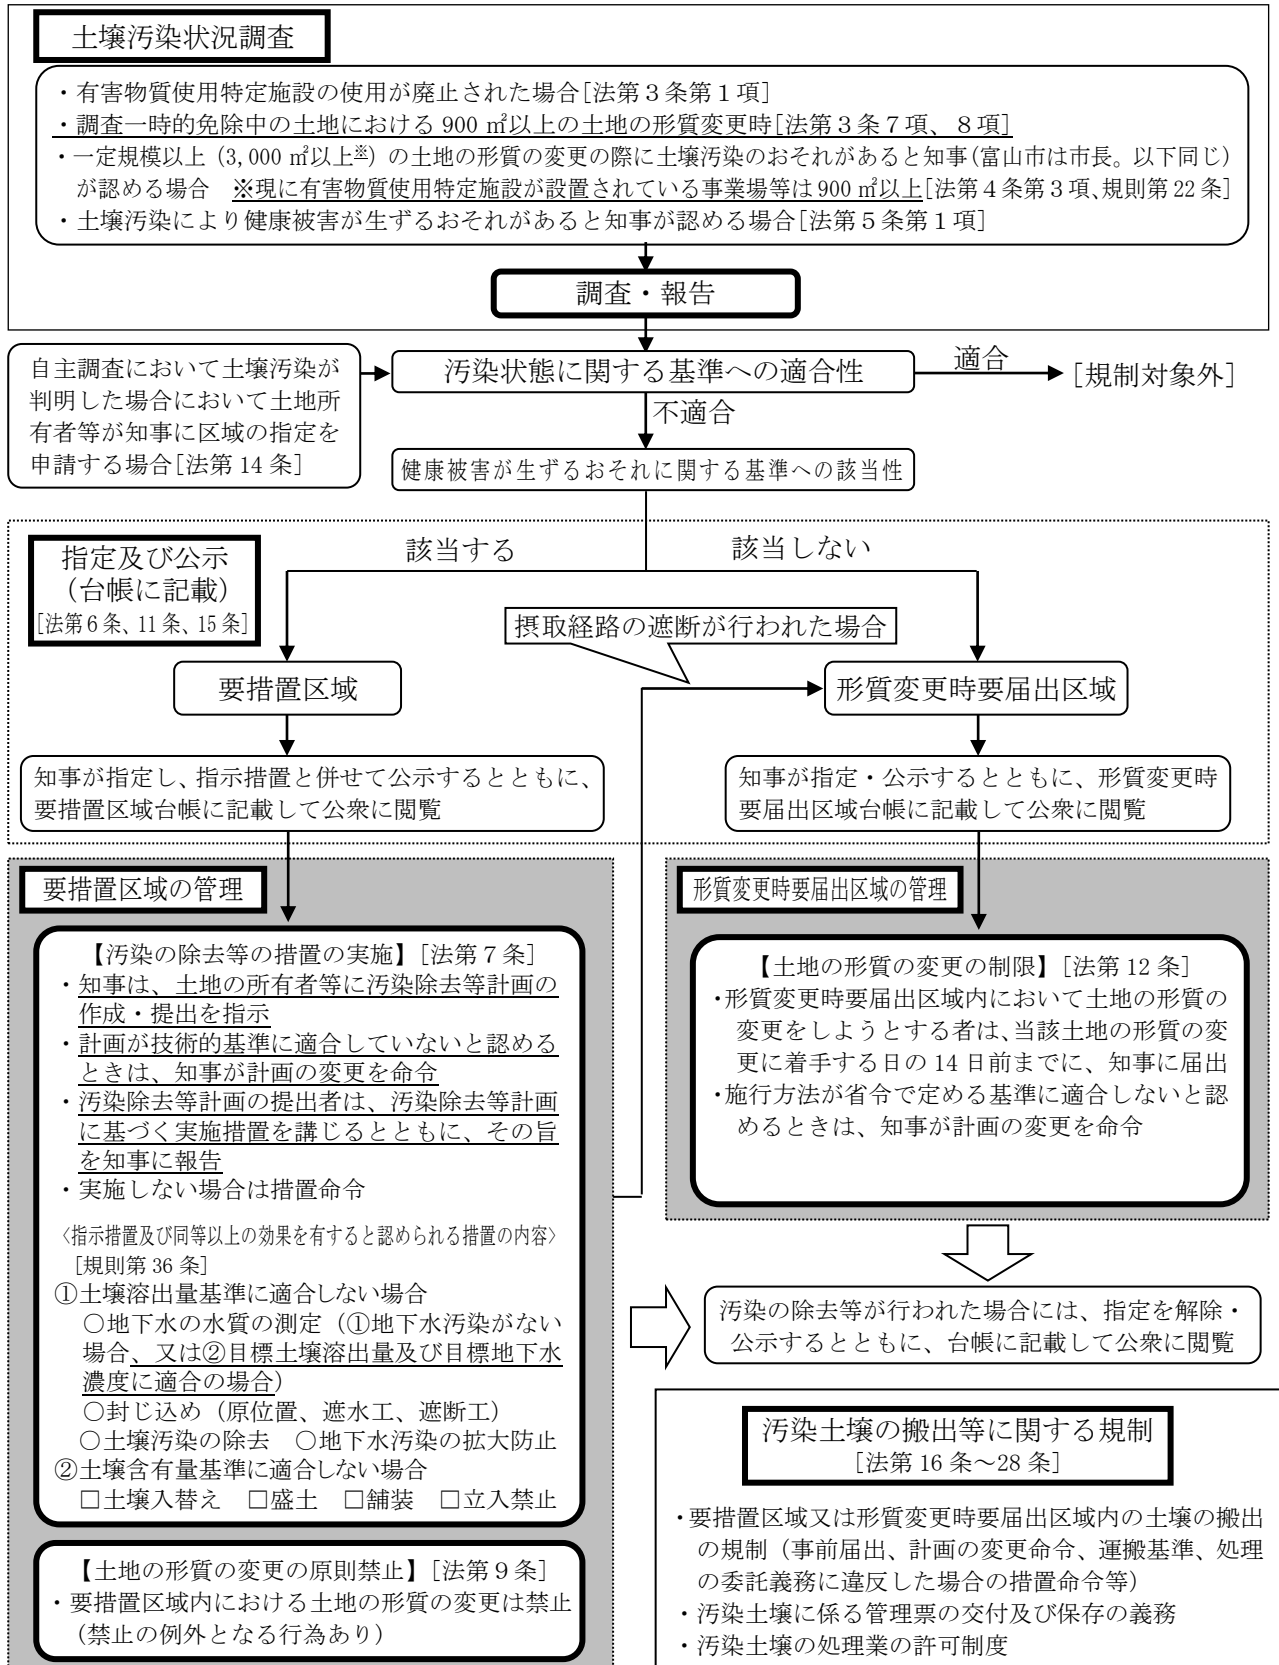 土壌汚染状況調査
・有害物質使用特定施設の使用が廃止された場合[法第３条第１項]
・調査一時的免除中の土地における 900 ㎡以上の土地の形質変更時[法第３条７項、８項]
・一定規模以上（3,000 ㎡以上※）の土地の形質の変更の際に土壌汚染のおそれがあると知事（富山市は市長。以下同じ）
が認める場合　※現に有害物質使用特定施設が設置されている事業場等は 900 ㎡以上[法第４条第３項、規則第 22 条]
・土壌汚染により健康被害が生ずるおそれがあると知事が認める場合[法第５条第１項]
調査・報告
自主調査において土壌汚染が
判明した場合において土地所
有者等が知事に区域の指定を
申請する場合[法第 14 条]
汚染状態に関する基準への適合性
適合
[規制対象外]
不適合
健康被害が生ずるおそれに関する基準への該当性
指定及び公示
（台帳に記載）
[法第６条、11 条、15 条]
該当する
該当しない
摂取経路の遮断が行われた場合
要措置区域
形質変更時要届出区域
知事が指定し、指示措置と併せて公示するとともに、
要措置区域台帳に記載して公衆に閲覧
知事が指定・公示するとともに、形質変更時
要届出区域台帳に記載して公衆に閲覧
要措置区域の管理
【汚染の除去等の措置の実施】[法第７条]
・知事は、土地の所有者等に汚染除去等計画の
作成・提出を指示
・計画が技術的基準に適合していないと認める
ときは、知事が計画の変更を命令
・汚染除去等計画の提出者は、汚染除去等計画
に基づく実施措置を講じるとともに、その旨
を知事に報告
・実施しない場合は措置命令
〈指示措置及び同等以上の効果を有すると認められる措置の内容〉
[規則第 36 条]
①土壌溶出量基準に適合しない場合
○地下水の水質の測定（①地下水汚染がない
場合、又は②目標土壌溶出量及び目標地下水
濃度に適合の場合）
○封じ込め（原位置、遮水工、遮断工）
○土壌汚染の除去　○地下水汚染の拡大防止
②土壌含有量基準に適合しない場合
□土壌入替え　□盛土　□舗装　□立入禁止
【土地の形質の変更の原則禁止】[法第９条]
・要措置区域内における土地の形質の変更は禁止
（禁止の例外となる行為あり）
形質変更時要届出区域の管理
【土地の形質の変更の制限】[法第 12 条]
・形質変更時要届出区域内において土地の形質の
変更をしようとする者は、当該土地の形質の変
更に着手する日の 14 日前までに、知事に届出
・施行方法が省令で定める基準に適合しないと認
めるときは、知事が計画の変更を命令
汚染の除去等が行われた場合には、指定を解除・
公示するとともに、台帳に記載して公衆に閲覧
汚染土壌の搬出等に関する規制
[法第 16 条～28 条]
・要措置区域又は形質変更時要届出区域内の土壌の搬出
の規制（事前届出、計画の変更命令、運搬基準、処理
の委託義務に違反した場合の措置命令等）
・汚染土壌に係る管理票の交付及び保存の義務
・汚染土壌の処理業の許可制度